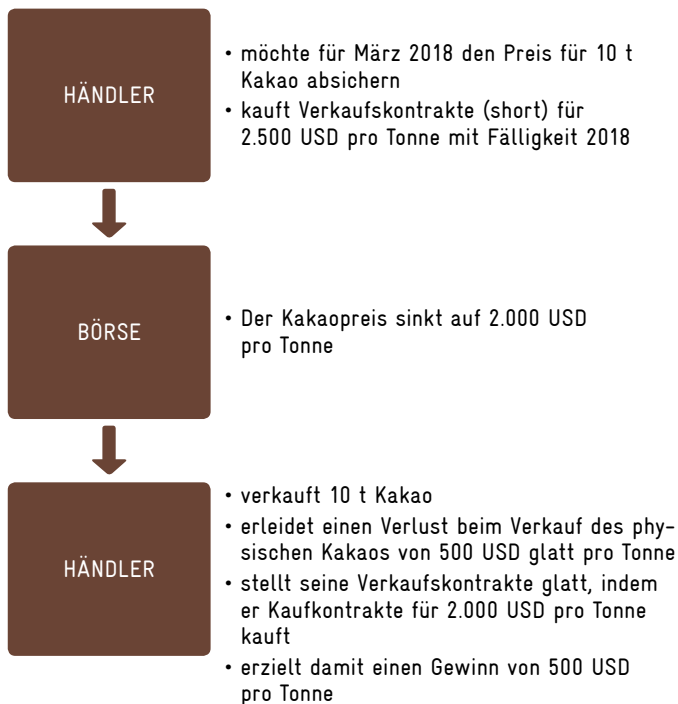 HÄNDLER
• möchte für März 2018 den Preis für 10 t
Kakao absichern
• kauft Verkaufskontrakte (short) für
2.500 USD pro Tonne mit Fälligkeit 2018
BÖRSE
• Der Kakaopreis sinkt auf 2.000 USD
pro Tonne
HÄNDLER
• verkauft 10 t Kakao
• erleidet einen Verlust beim Verkauf des phy-
sischen Kakaos von 500 USD glatt pro Tonne
• stellt seine Verkaufskontrakte glatt, indem
er Kaufkontrakte für 2.000 USD pro Tonne
kauft
• erzielt damit einen Gewinn von 500 USD
pro Tonne